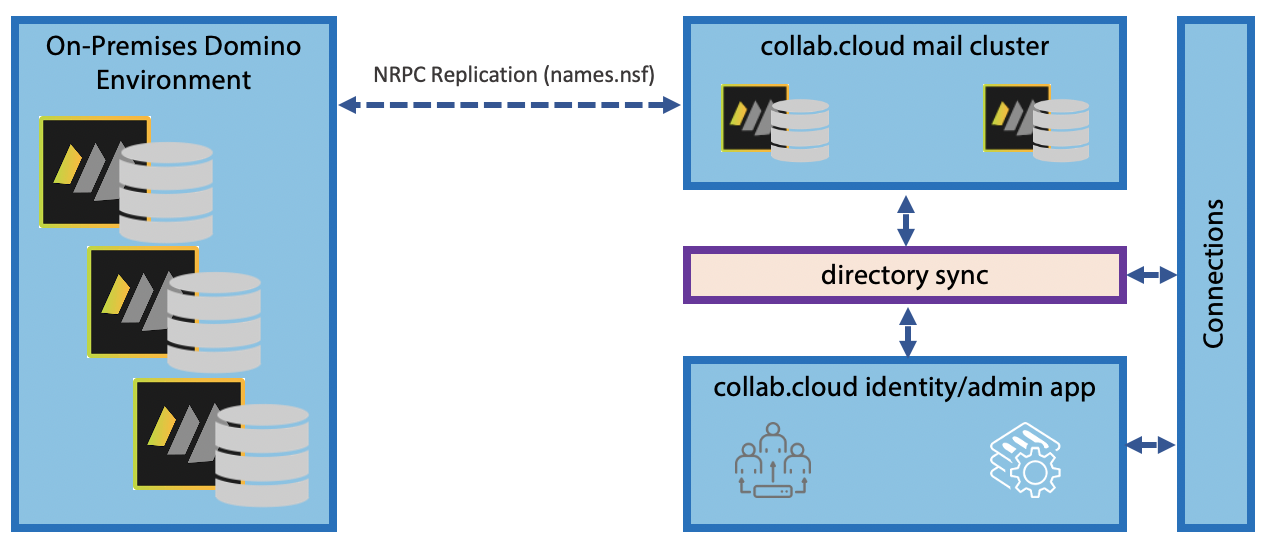 On-Premises Domino
Environment
NRPC Replication (names.nsf)
collab.cloud mail cluster
directory sync
collab.cloud identity/admin app
Connections